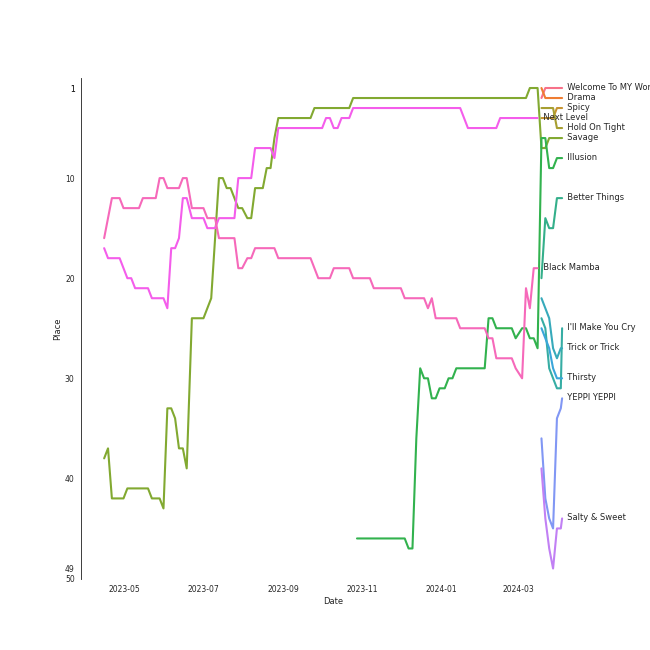 1
10
20
30
40
49
50
Place
2023-05
2023-07
2023-09
2023-11
2024-01
2024-03
Date
Welcome To MY Wor
Drama
Spicy
Next Level
Hold On Tight
Savage
Illusion
Better Things
Black Mamba
I'll Make You Cry
Trick or Trick
Thirsty
YEPPI YEPPI
Salty & Sweet